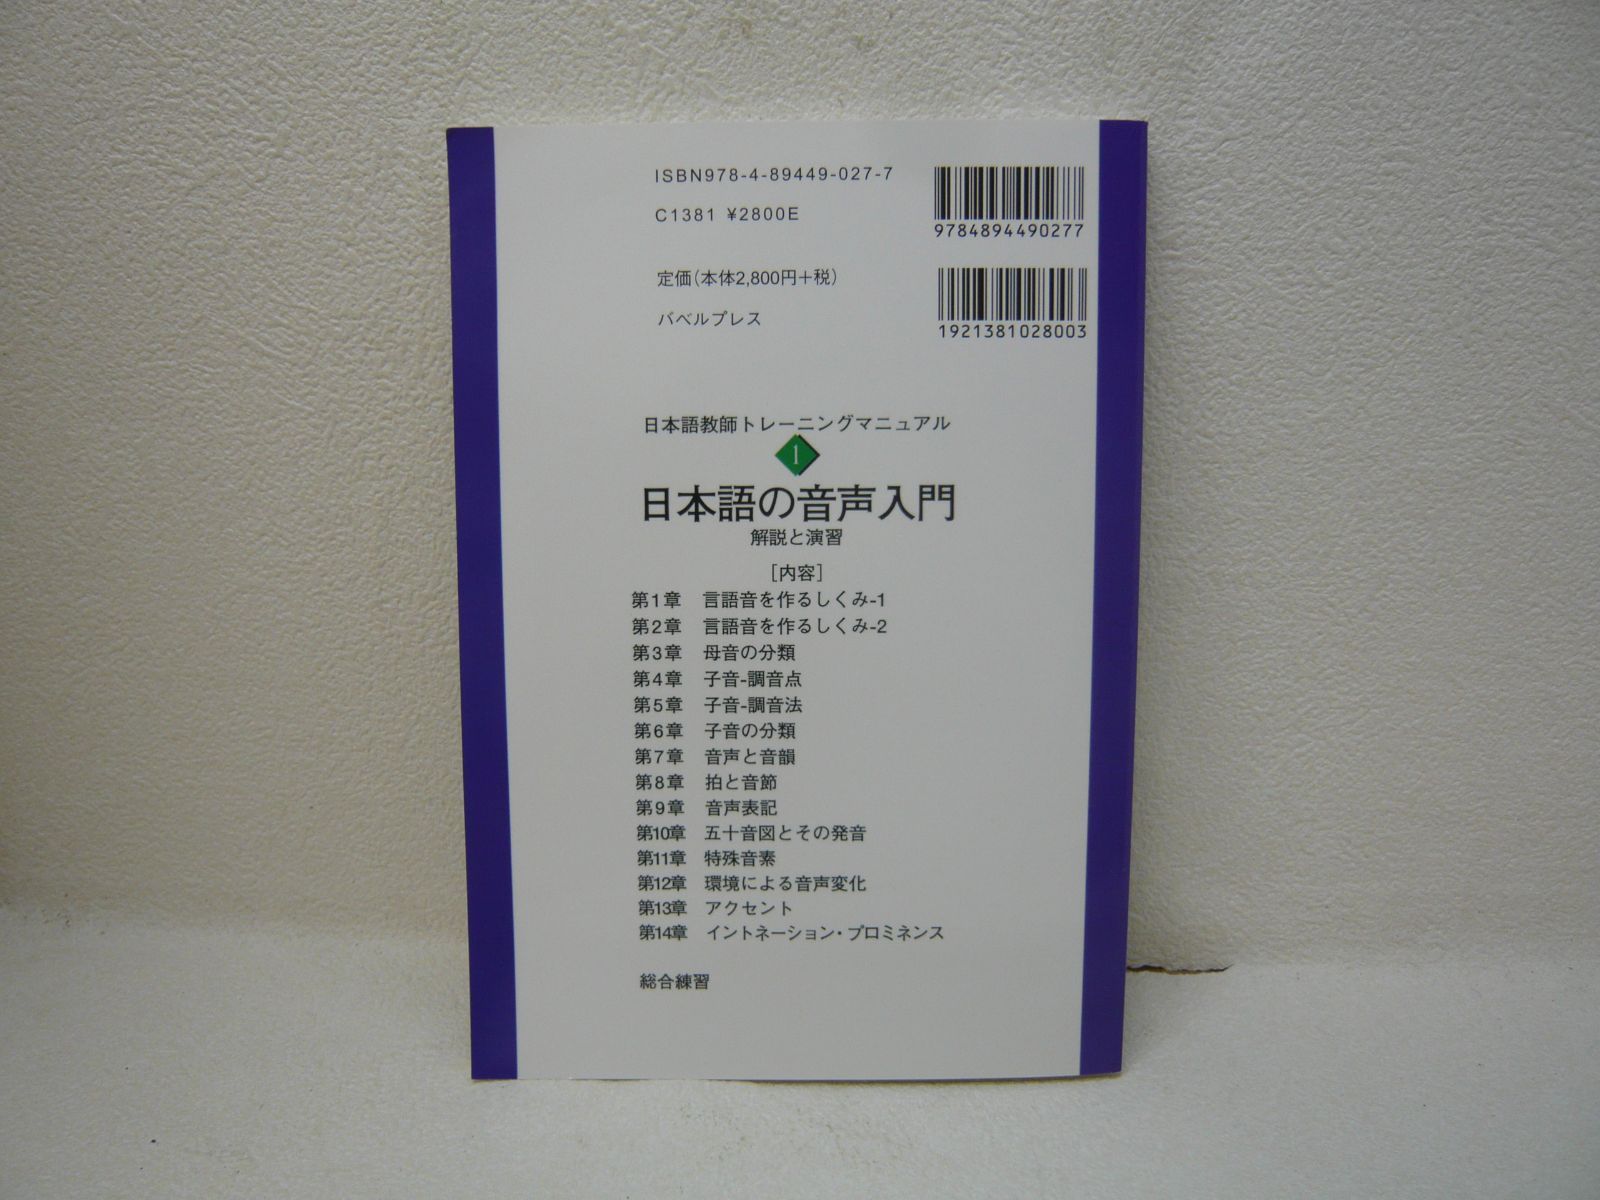 ISBN978-4-89449-027-7
9784894490277
C1381 ¥2800E
定価(本体2,800円+税)
1921381028003
バベルプレス
日本語教師トレーニングマニュアル
1
日本語の音声入門
解説と演習
[内容]
第1章 言語音を作るしくみ-1
第2章 言語音を作るしくみ-2
第3章 母音の分類
第4章 子音-調音点
第5章 子音-調音法
第6章 子音の分類
第7章 音声と音韻
第8章 拍と音節
第9章 音声表記
第10章 五十音図とその発音
第11章 特殊音素
第12章 環境による音声変化
第13章 アクセント
第14章 イントネーション・プロミネンス
総合練習